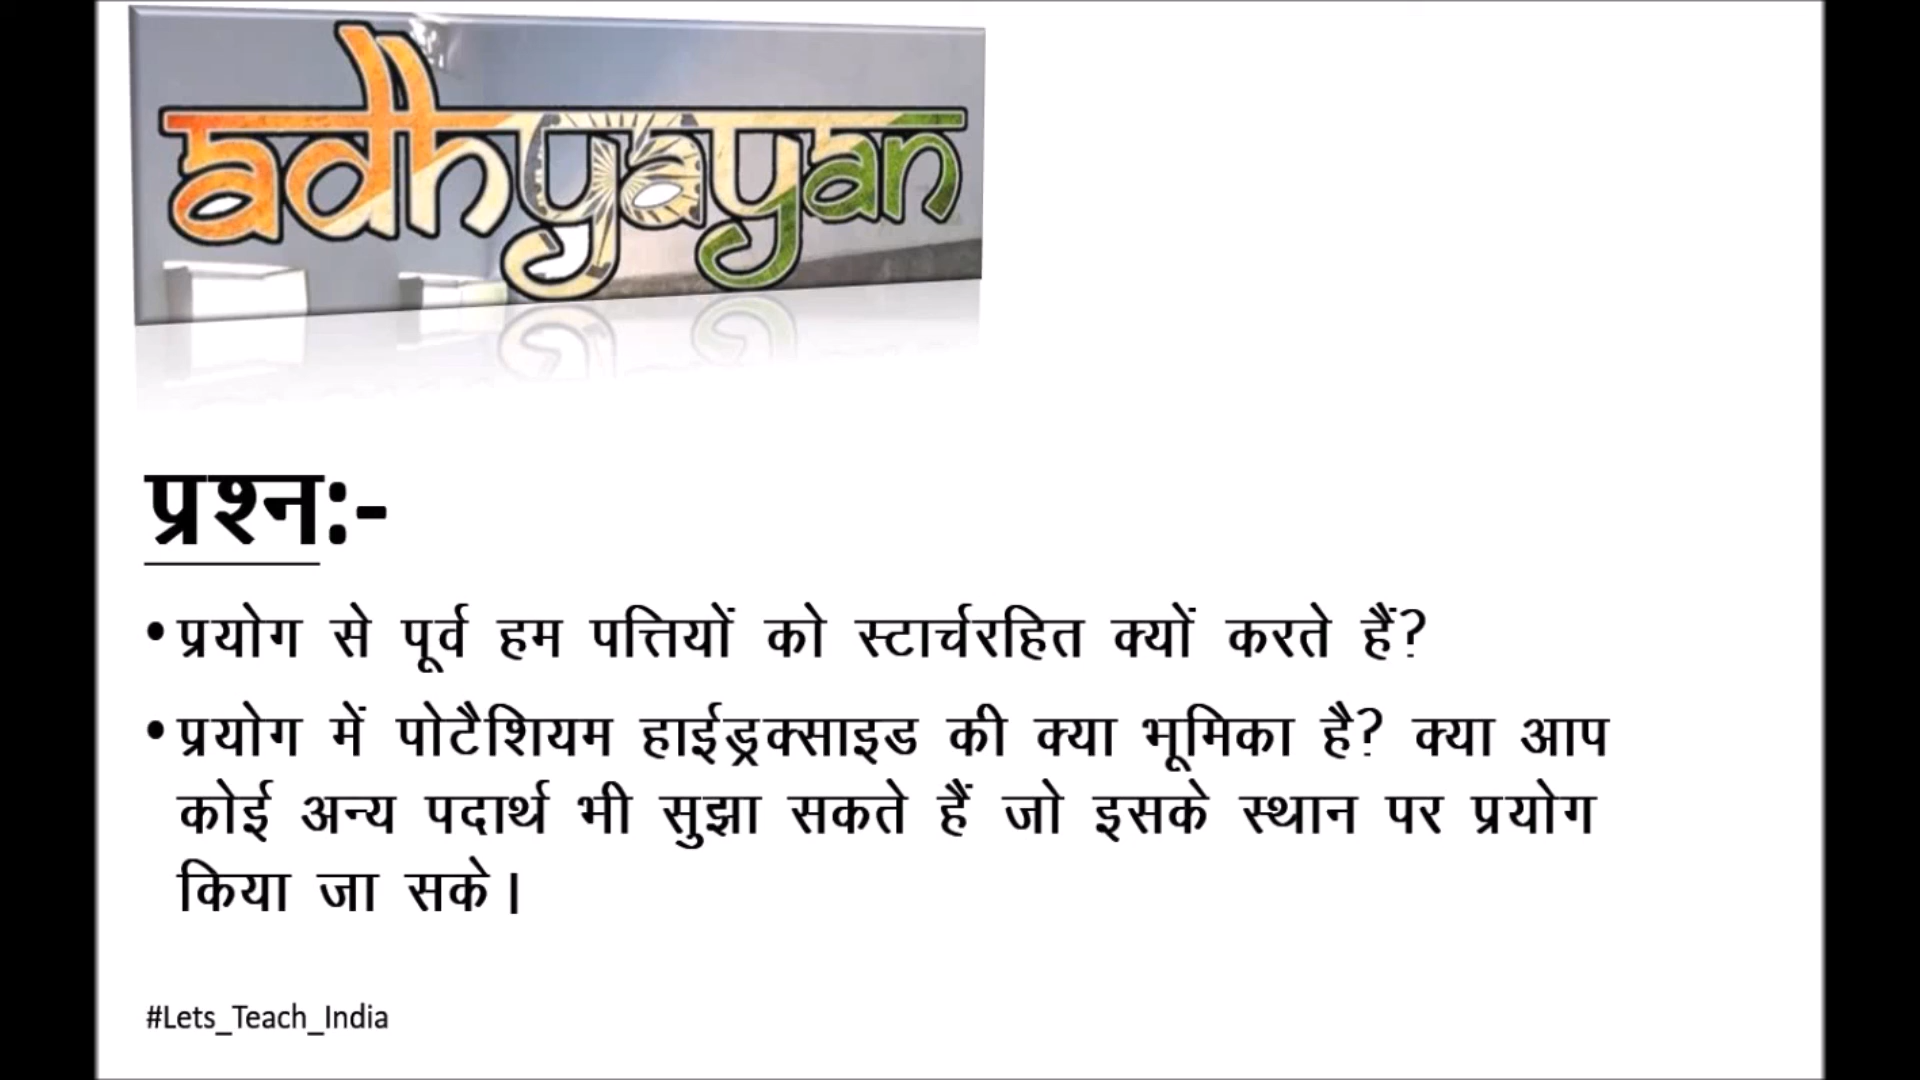 adhyayan
प्रश्न:-
•प्रयोग से पूर्व हम पत्तियों को स्टार्चरहित क्यों करते हैं?
•प्रयोग में पोटैशियम हाईड्रक्साइड की क्या भूमिका है? क्या आप
कोई अन्य पदार्थ भी सुझा सकते हैं जो इसके स्थान पर प्रयोग
किया जा सके।
#Lets_Teach_India